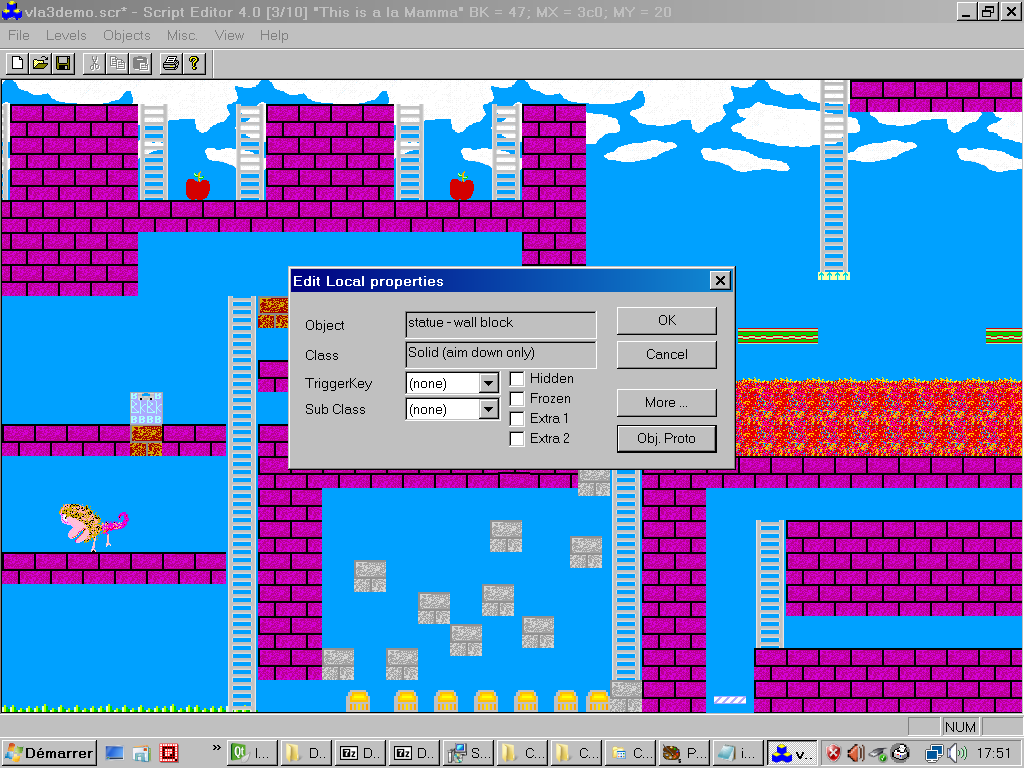 vla3demo.scr* - Script Editor 4.0 [3/10] "This is a la Mamma" BK = 47; MX = 3c0; MY = 20
File Levels Objects Misc. View Help
Edit Local properties
Object statue - wall block OK
Class Solid (aim down only) Cancel
TriggerKey (none) Hidden
Frozen More ...
Sub Class (none) Extra 1
Extra 2 Obj. Proto
NUM
Démarrer » I... D... D... D... S... C... C... C... P... i... v.. 17:51